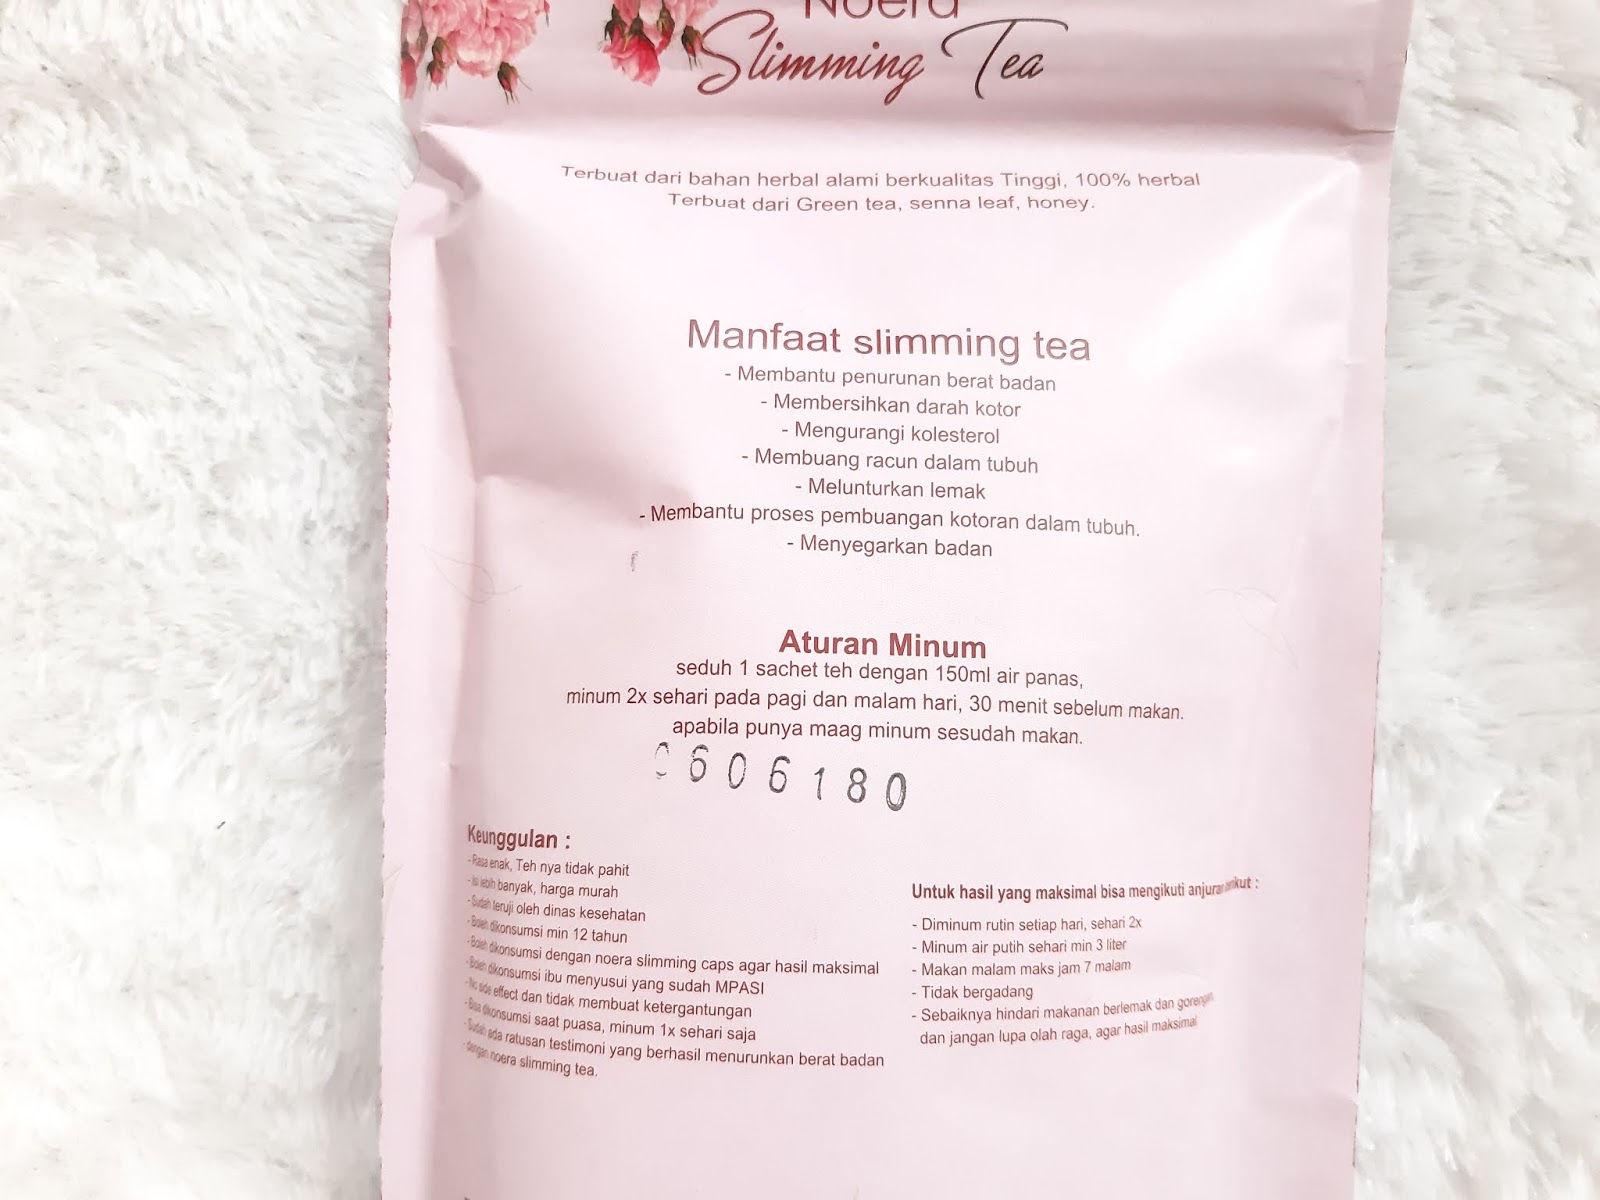 Noera
Slimming Tea
Terbuat dari bahan herbal alami berkualitas Tinggi, 100% herbal
Terbuat dari Green tea, senna leaf, honey.
Manfaat slimming tea
- Membantu penurunan berat badan
- Membersihkan darah kotor
- Mengurangi kolesterol
- Membuang racun dalam tubuh
- Melunturkan lemak
- Membantu proses pembuangan kotoran dalam tubuh.
- Menyegarkan badan
Aturan Minum
seduh 1 sachet teh dengan 150ml air panas,
minum 2x sehari pada pagi dan malam hari, 30 menit sebelum makan.
apabila punya maag minum sesudah makan.
606180
Keunggulan :
- Rasa enak, Teh nya tidak pahit
- Isi lebih banyak, harga murah
- Sudah teruji oleh dinas kesehatan
- Boleh dikonsumsi min 12 tahun
- Boleh dikonsumsi dengan noera slimming caps agar hasil maksimal
- Boleh dikonsumsi ibu menyusui yang sudah MPASI
- No side effect dan tidak membuat ketergantungan
- Bisa dikonsumsi saat puasa, minum 1x sehari saja
- Sudah ada ratusan testimoni yang berhasil menurunkan berat badan
- dengan noera slimming tea.
Untuk hasil yang maksimal bisa mengikuti anjuran berikut :
- Diminum rutin setiap hari, sehari 2x
- Minum air putih sehari min 3 liter
- Makan malam maks jam 7 malam
- Tidak bergadang
- Sebaiknya hindari makanan berlemak dan gorengan
dan jangan lupa olah raga, agar hasil maksimal